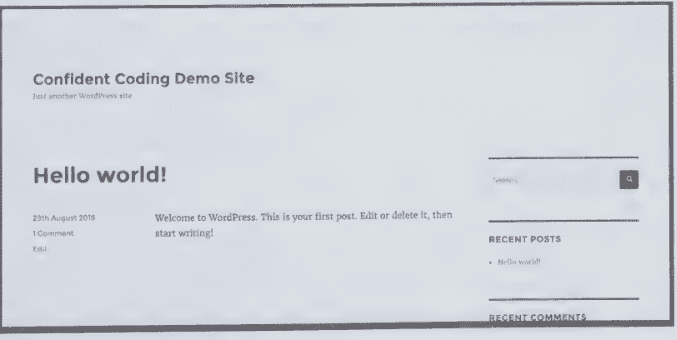 Confident Coding Demo Site
Just another WordPress site
Hello world!
29th August 2019
1 Comment
Edit
Welcome to WordPress. This is your first post. Edit or delete it, then
start writing!
Search
RECENT POSTS
Hello world!
RECENT COMMENTS